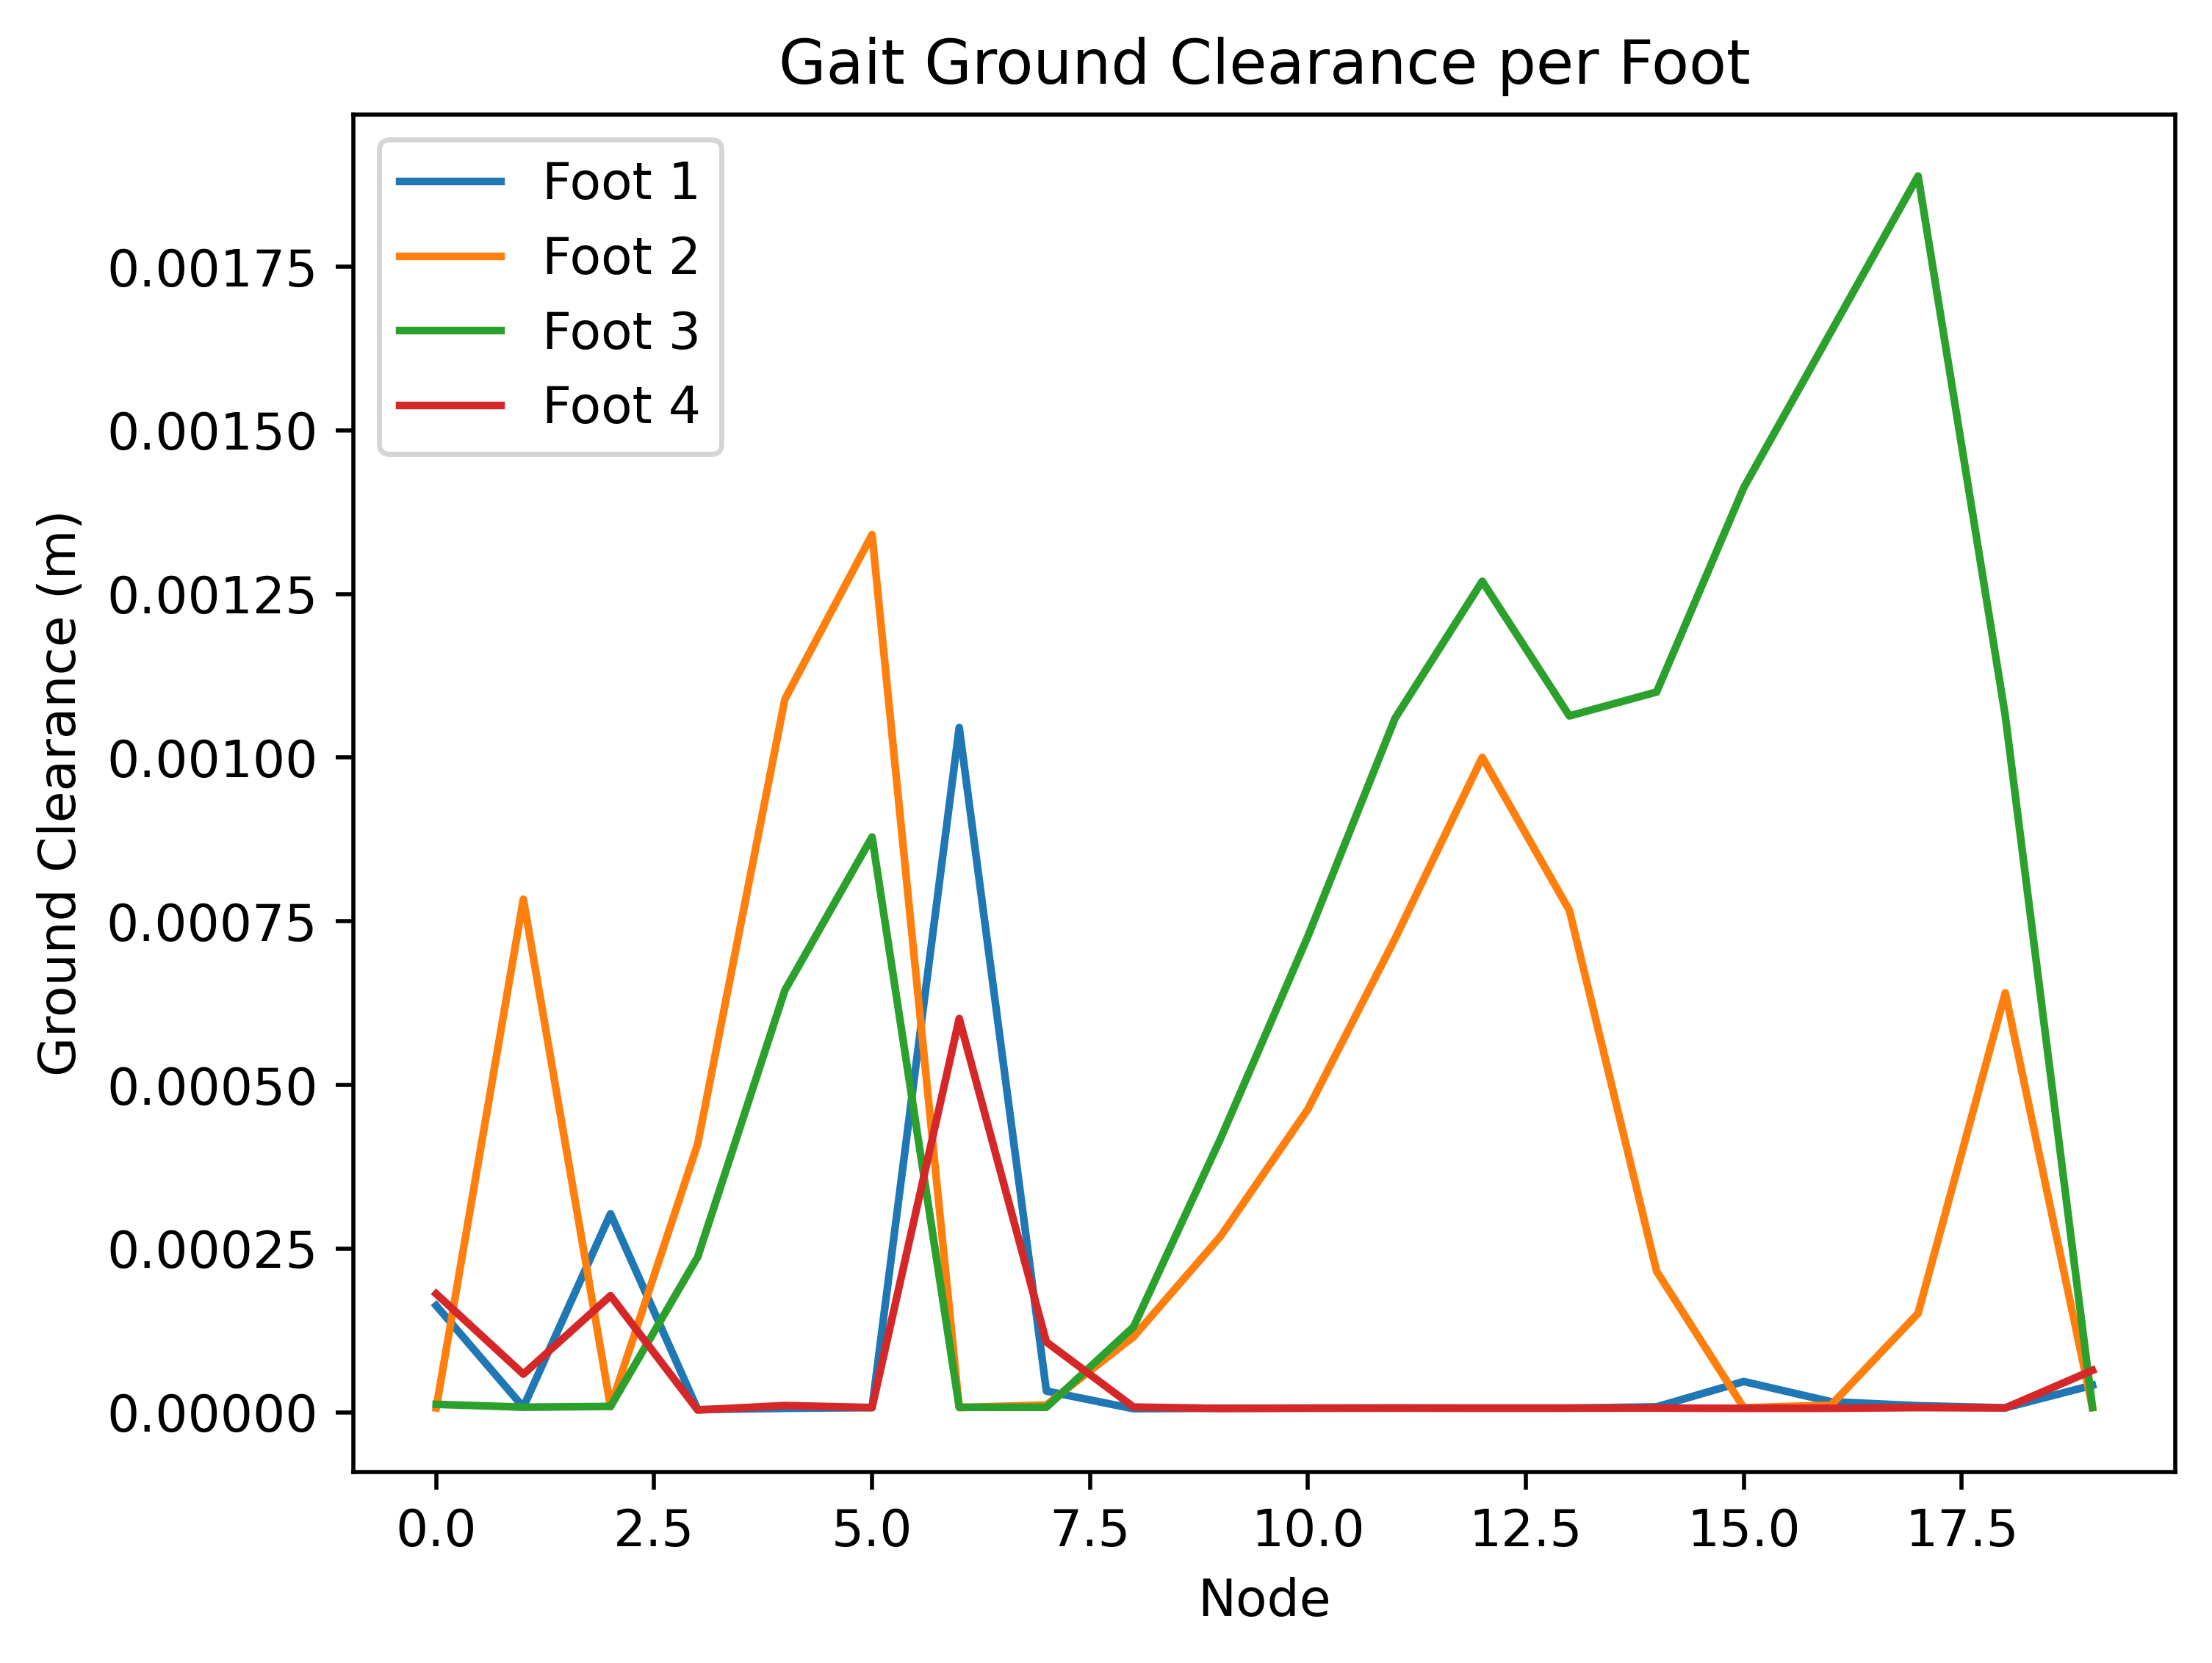 Gait Ground Clearance per Foot
Foot 1
Foot 2
Foot 3
Foot 4
Ground Clearance (m)
0.00175
0.00150
0.00125
0.00100
0.00075
0.00050
0.00025
0.00000
0.0 2.5 5.0 7.5 10.0 12.5 15.0 17.5
Node